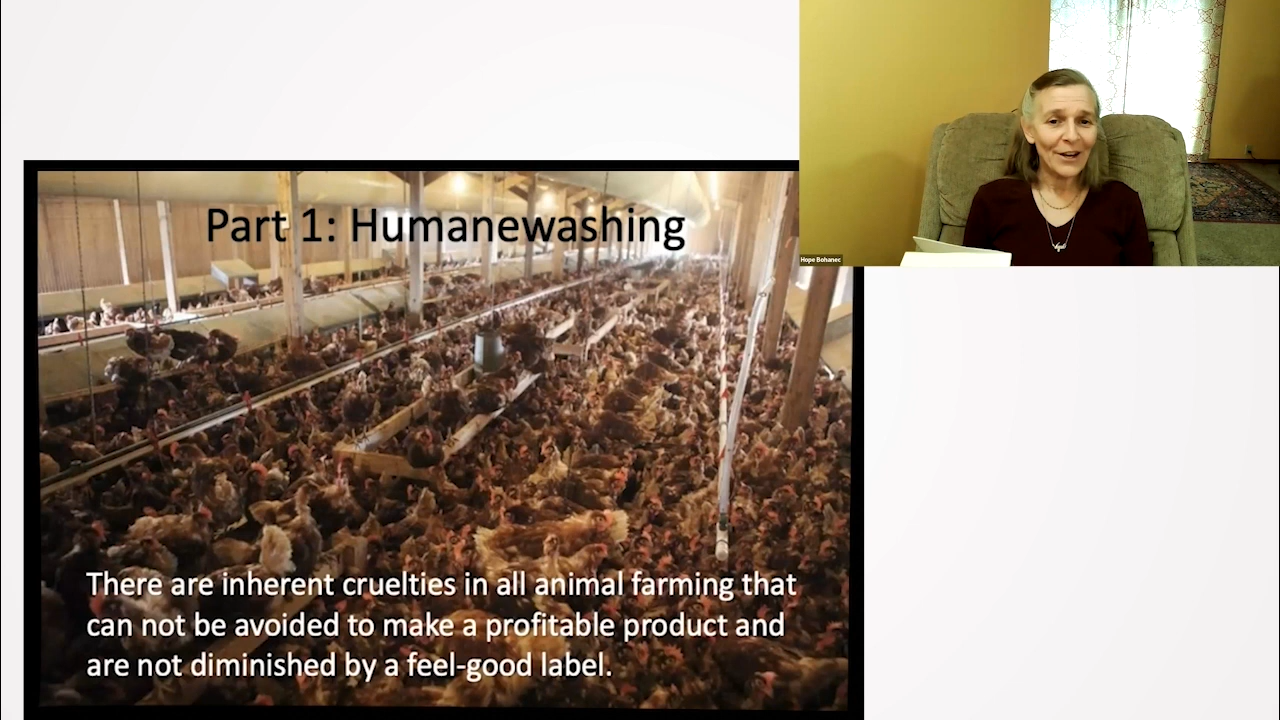 Part 1: Humanewashing
There are inherent cruelties in all animal farming that
can not be avoided to make a profitable product and
are not diminished by a feel-good label.
Hope Bohanec